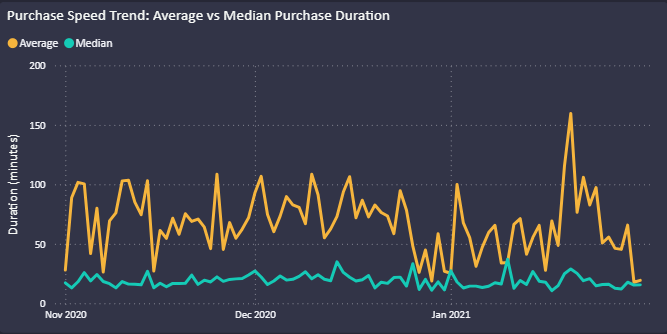 Purchase Speed Trend: Average vs Median Purchase Duration
Average Median
200
150
100
50
0
Duration (minutes)
Nov 2020 Dec 2020 Jan 2021